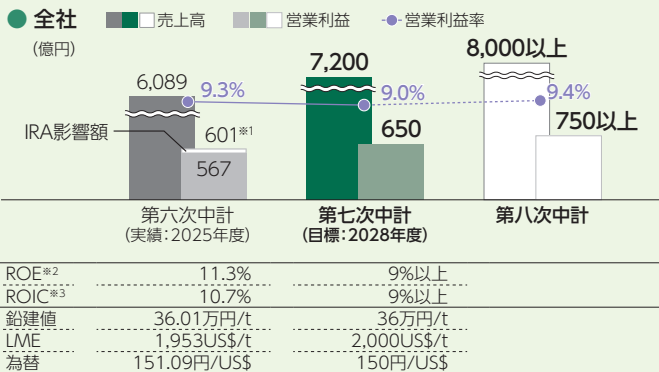 全社 売上高 営業利益 営業利益率
(億円)
6,089 9.3% 7,200 9.0% 8,000以上 9.4%
IRA影響額 601※1 650 750以上
567
第六次中計 第七次中計 第八次中計
(実績:2025年度) (目標:2028年度)
ROE※2 11.3% 9%以上
ROIC※3 10.7% 9%以上
鉛建値 36.01万円/t 36万円/t
LME 1,953US$/t 2,000US$/t
為替 151.09円/US$ 150円/US$